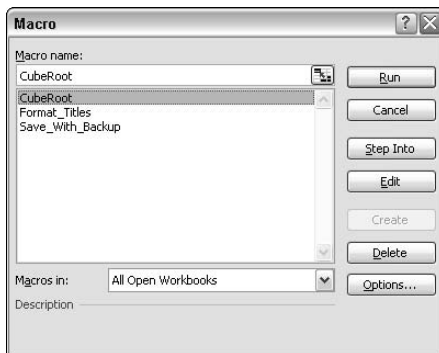 Macro
Macro name:
CubeRoot
CubeRoot
Format_Titles
Save_With_Backup
Run
Cancel
Step Into
Edit
Create
Delete
Options...
Macros in:
All Open Workbooks
Description